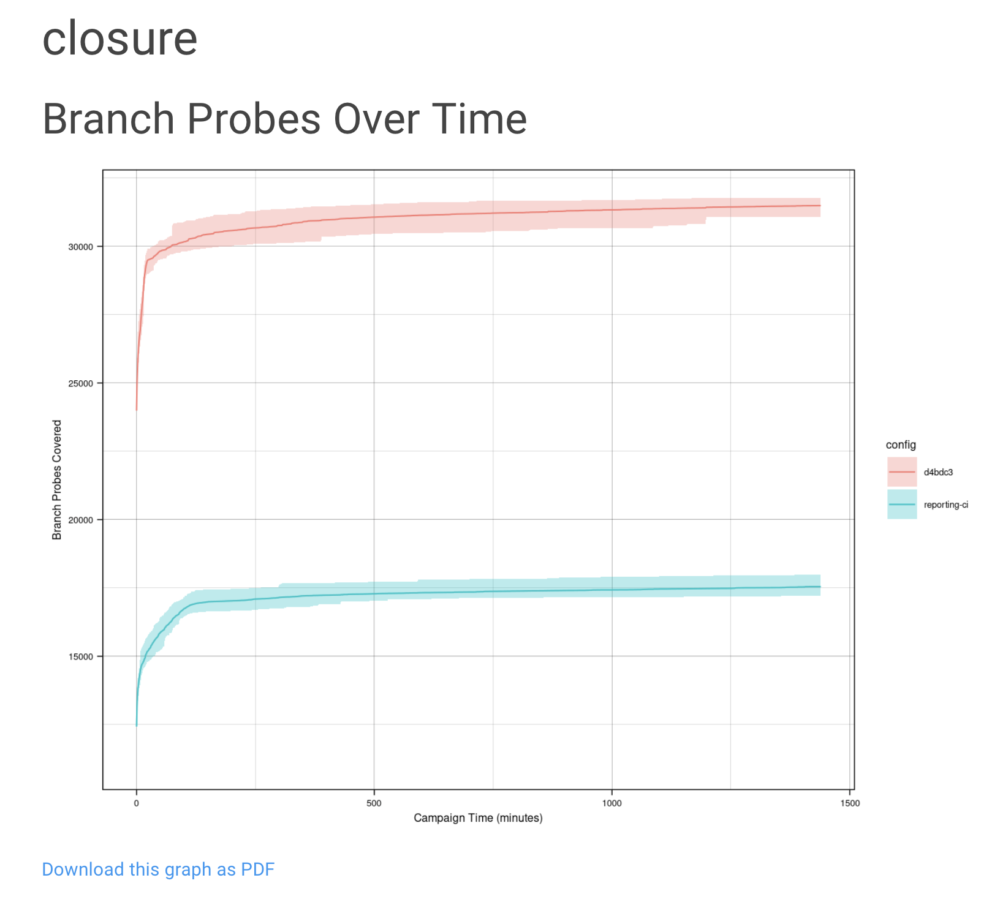 closure
Branch Probes Over Time
30000
25000
20000
15000
Branch Probes Covered
0
500
1000
1500
Campaign Time (minutes)
config
d4bdc3
reporting-ci
Download this graph as PDF